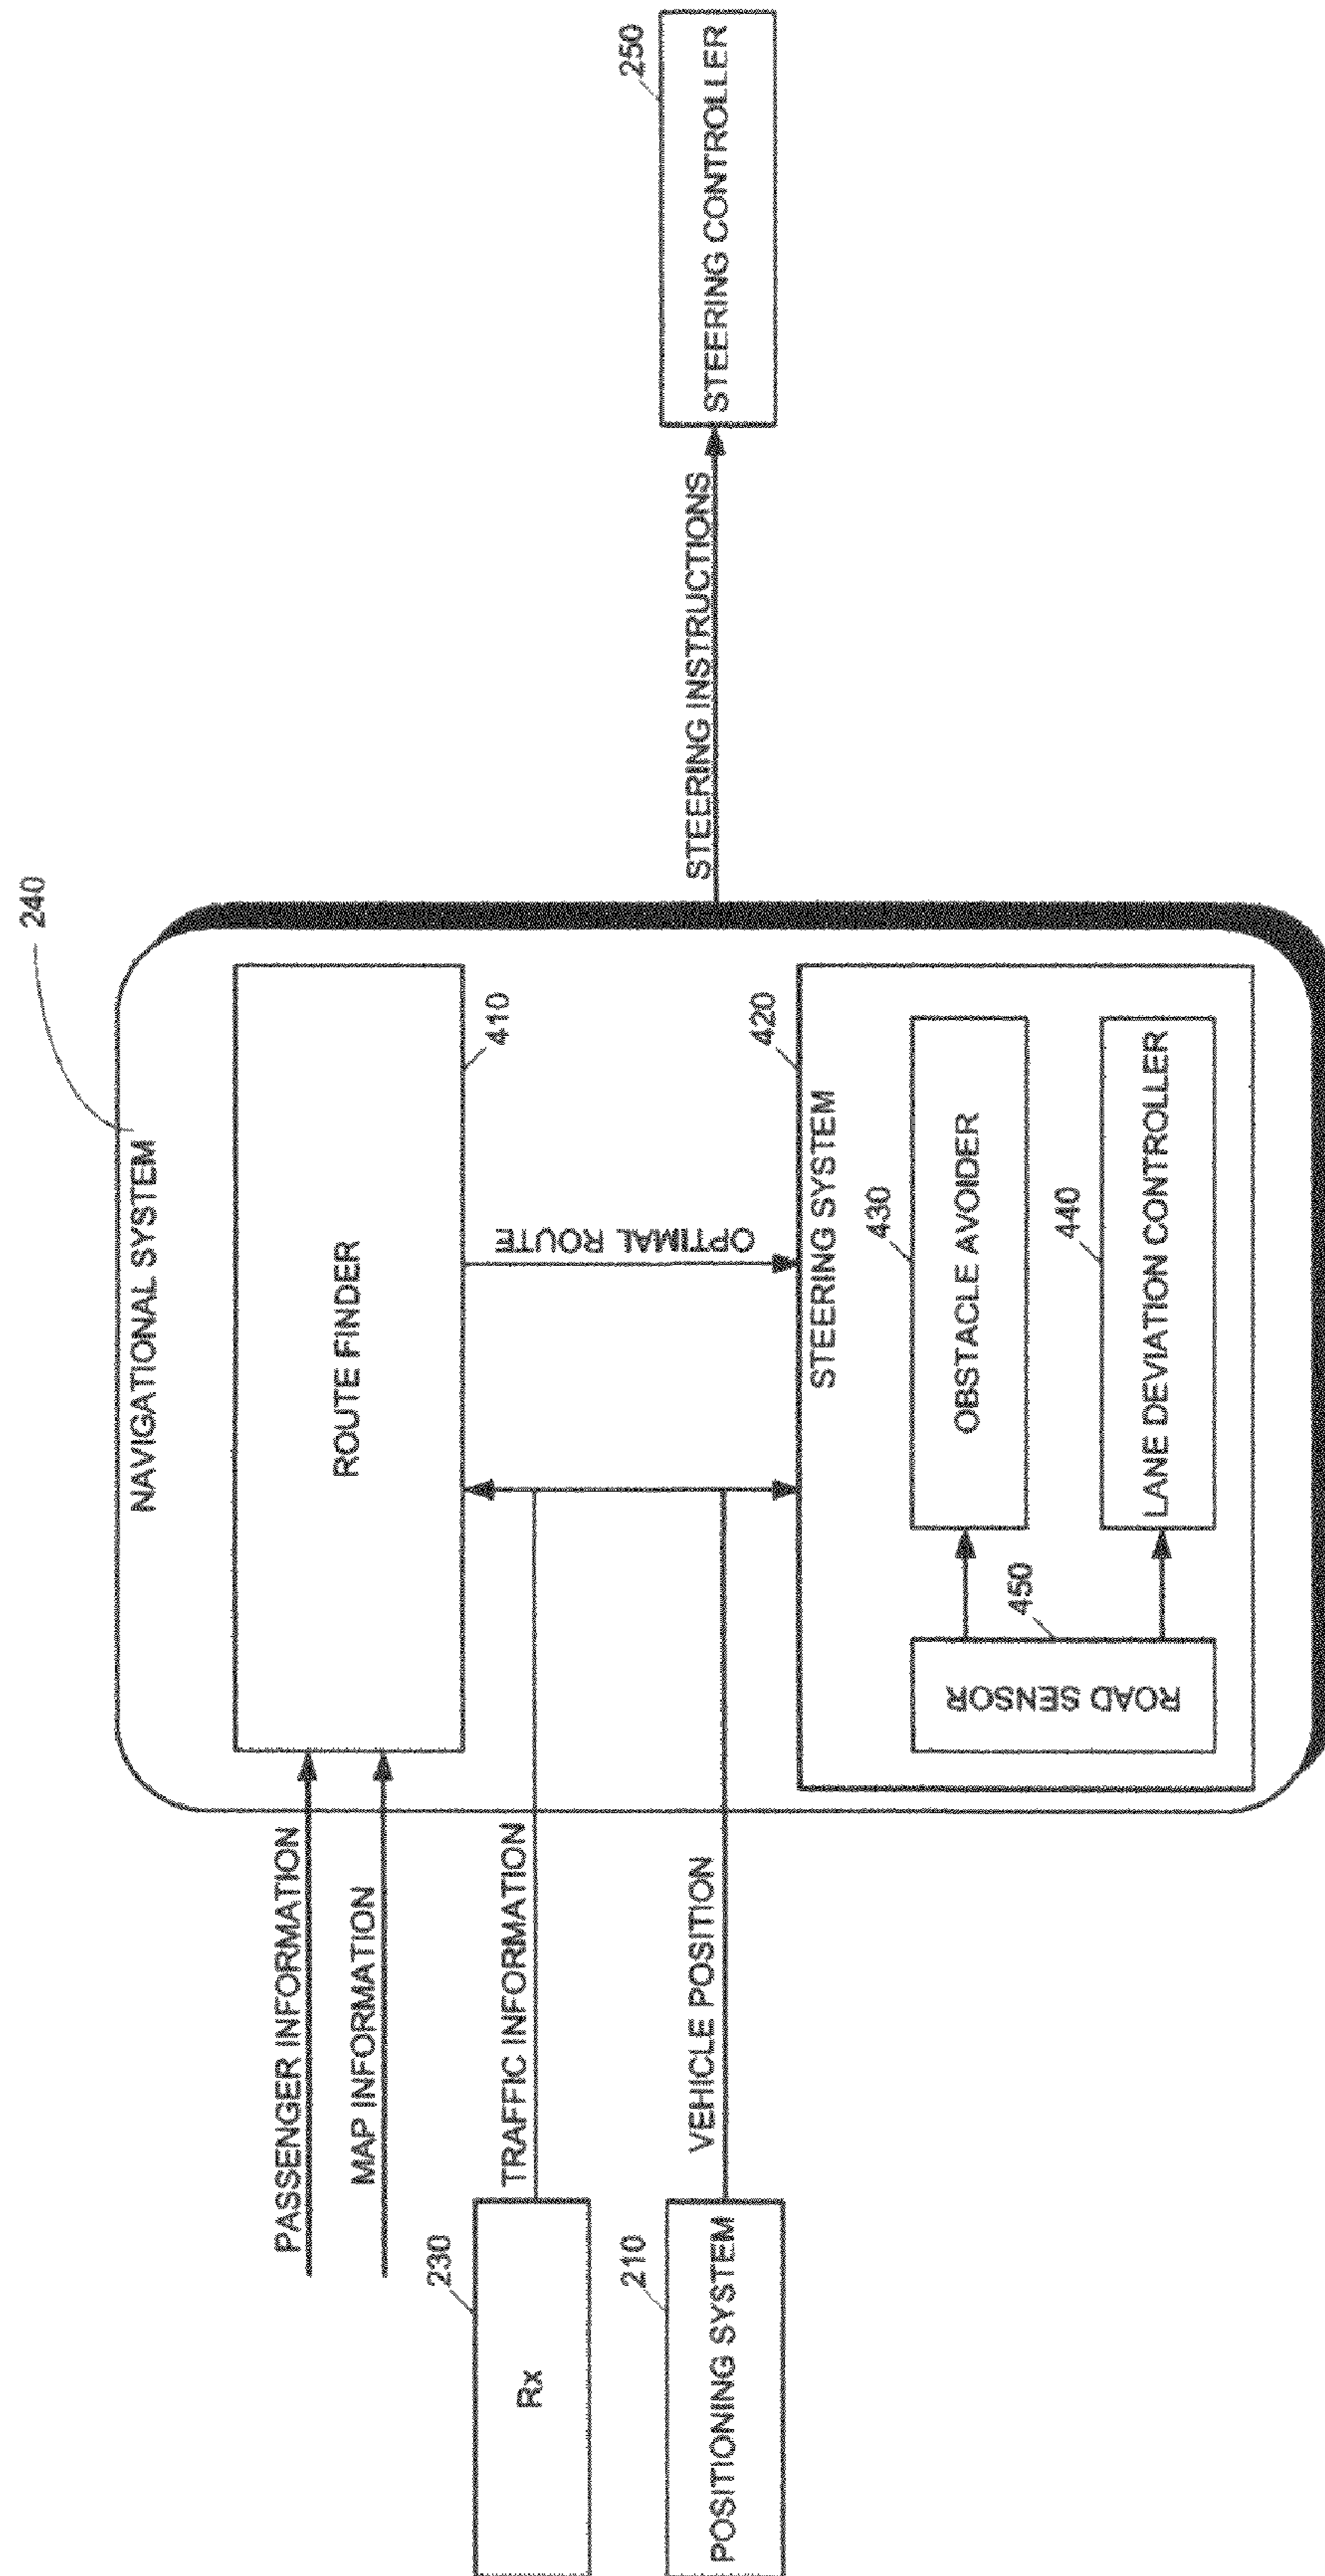 240
NAVIGATIONAL SYSTEM
PASSENGER INFORMATION
MAP INFORMATION
ROUTE FINDER
410
230
Rx
TRAFFIC INFORMATION
OPTIMAL ROUTE
210
POSITIONING SYSTEM
VEHICLE POSITION
STEERING INSTRUCTIONS
250
STEERING CONTROLLER
420
STEERING SYSTEM
450
ROAD SENSOR
430
OBSTACLE AVOIDER
440
LANE DEVIATION CONTROLLER